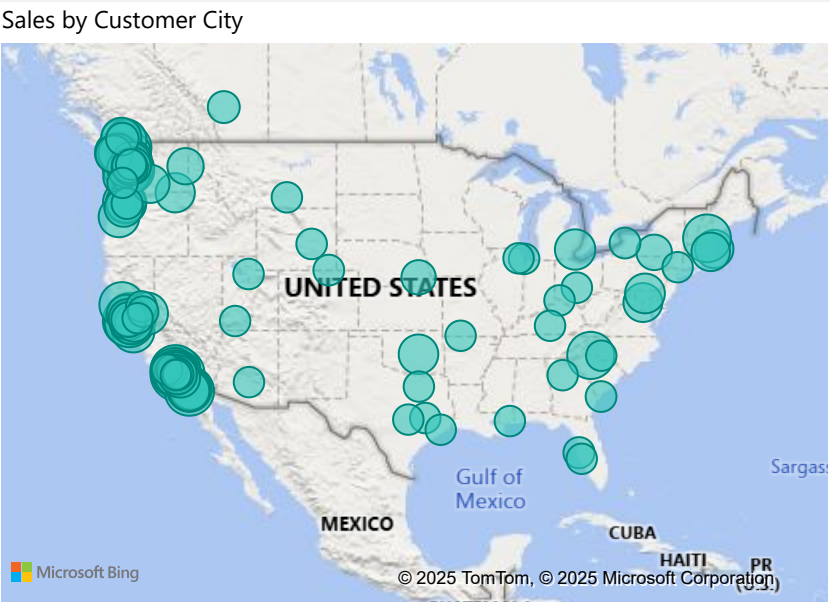 Sales by Customer City
UNITED STATES
Gulf of
Mexico
Sargass
MEXICO
CUBA
HAITI
PR
(U.S.)
Microsoft Bing
© 2025 TomTom, © 2025 Microsoft Corporation